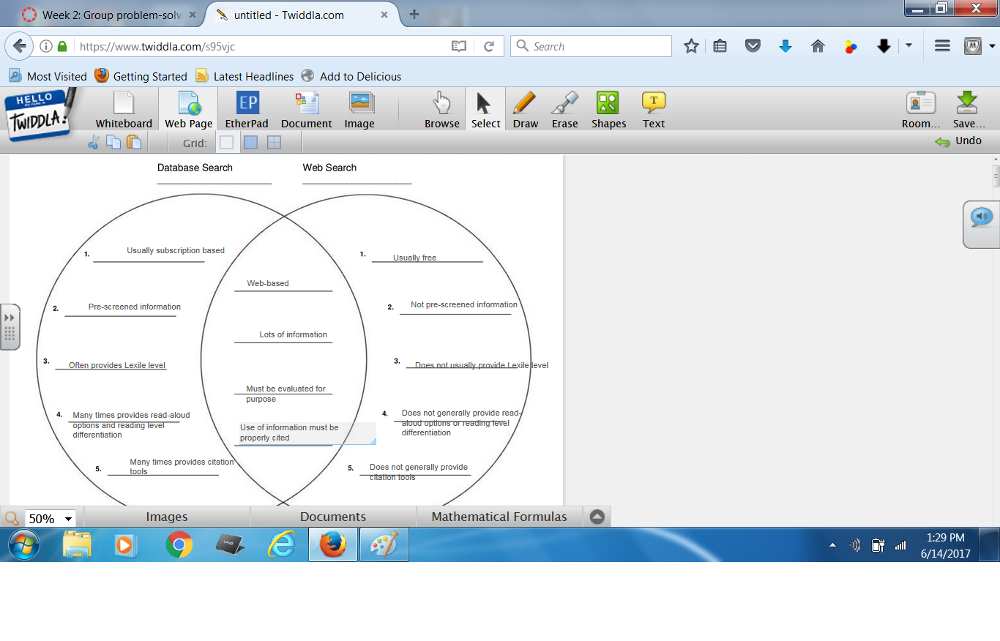 Week 2: Group problem-solv
untitled - Twiddla.com
https://www.twiddla.com/s95vjc
Search
Most Visited
Getting Started
Latest Headlines
Add to Delicious
HELLO
TWIDDLA!
EP
T
Whiteboard
Web Page
EtherPad
Document
Image
Browse
Select
Draw
Erase
Shapes
Text
Room...
Save...
Grid:
Undo
Database Search
Web Search
1. Usually subscription based
1. Usually free
Web-based
2. Pre-screened information
2. Not pre-screened information
Lots of information
3. Often provides Lexile level
3. Does not usually provide Lexile level
Must be evaluated for
purpose
4. Many times provides read-aloud
options and reading level
differentiation
Use of information must be
properly cited
4. Does not generally provide read-
aloud options or reading level
differentiation
5. Many times provides citation
tools
5. Does not generally provide
citation tools
50%
Images
Documents
Mathematical Formulas
VAIO
1:29 PM
6/14/2017